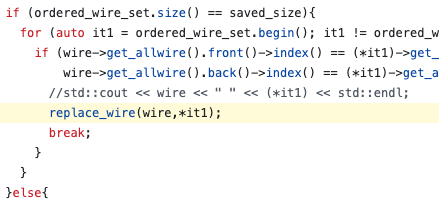 if (ordered_wire_set.size() == saved_size){
for (auto it1 = ordered_wire_set.begin(); it1 != ordered_w
if (wire->get_allwire().front()->index() == (*it1)->get_
wire->get_allwire().back()->index() == (*it1)->get_a
//std::cout << wire << " " << (*it1) << std::endl;
replace_wire(wire,*it1);
break;
}
}
}else{